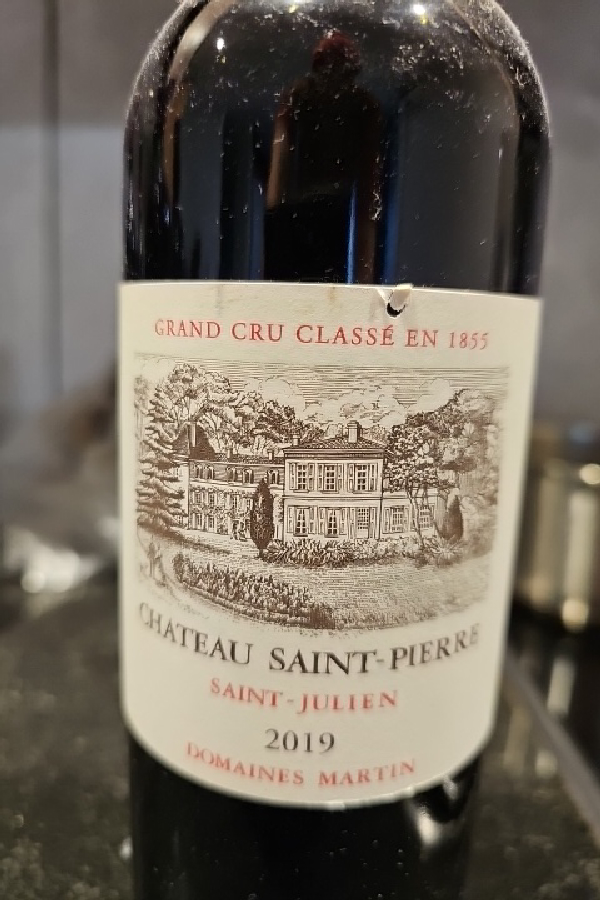 GRAND CRU CLASSÉ EN 1855
CHATEAU SAINT-PIERRE
SAINT-JULIEN
2019
DOMAINES MARTIN